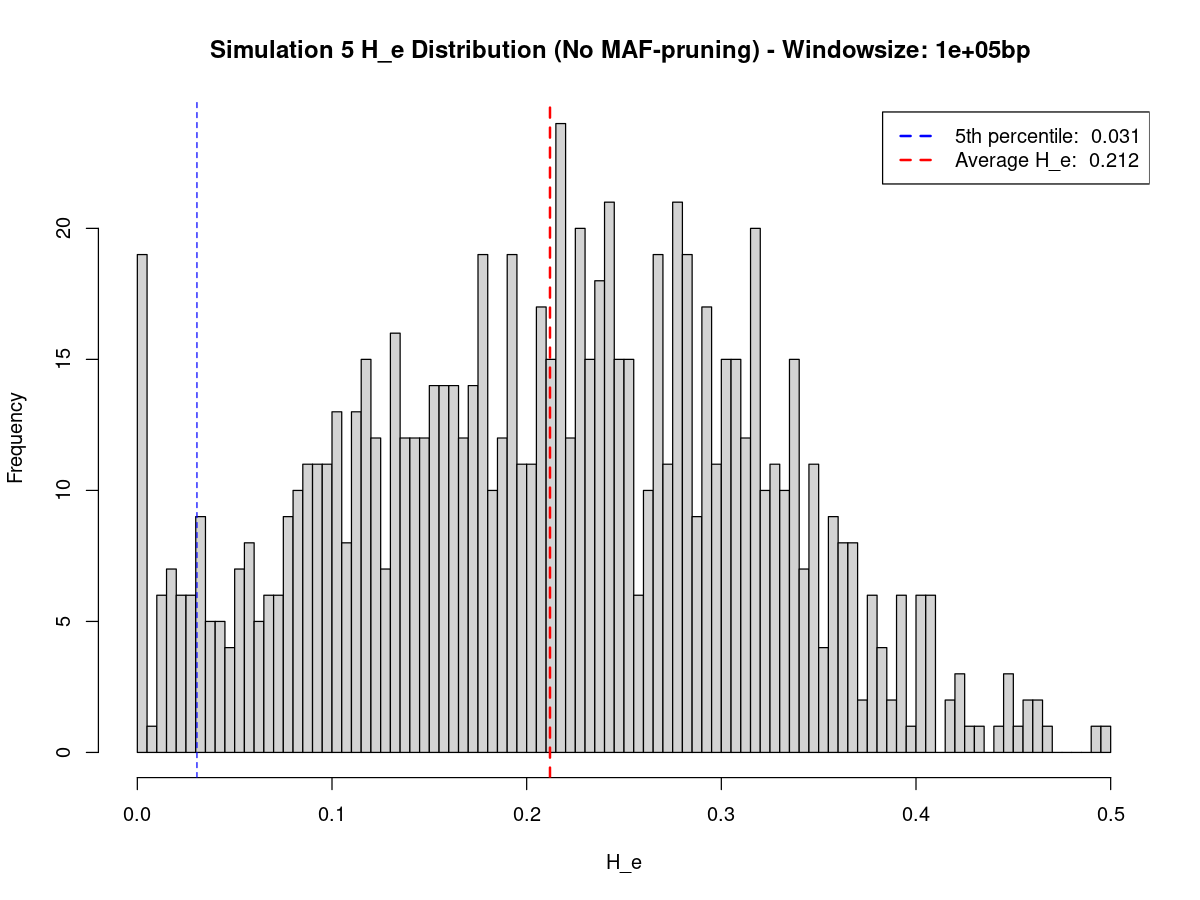 Simulation 5 H_e Distribution (No MAF-pruning) - Windowsize: 1e+05bp
5th percentile:  0.031
Average H_e:  0.212
Frequency
20
15
10
5
0
0.0 0.1 0.2 0.3 0.4 0.5
H_e